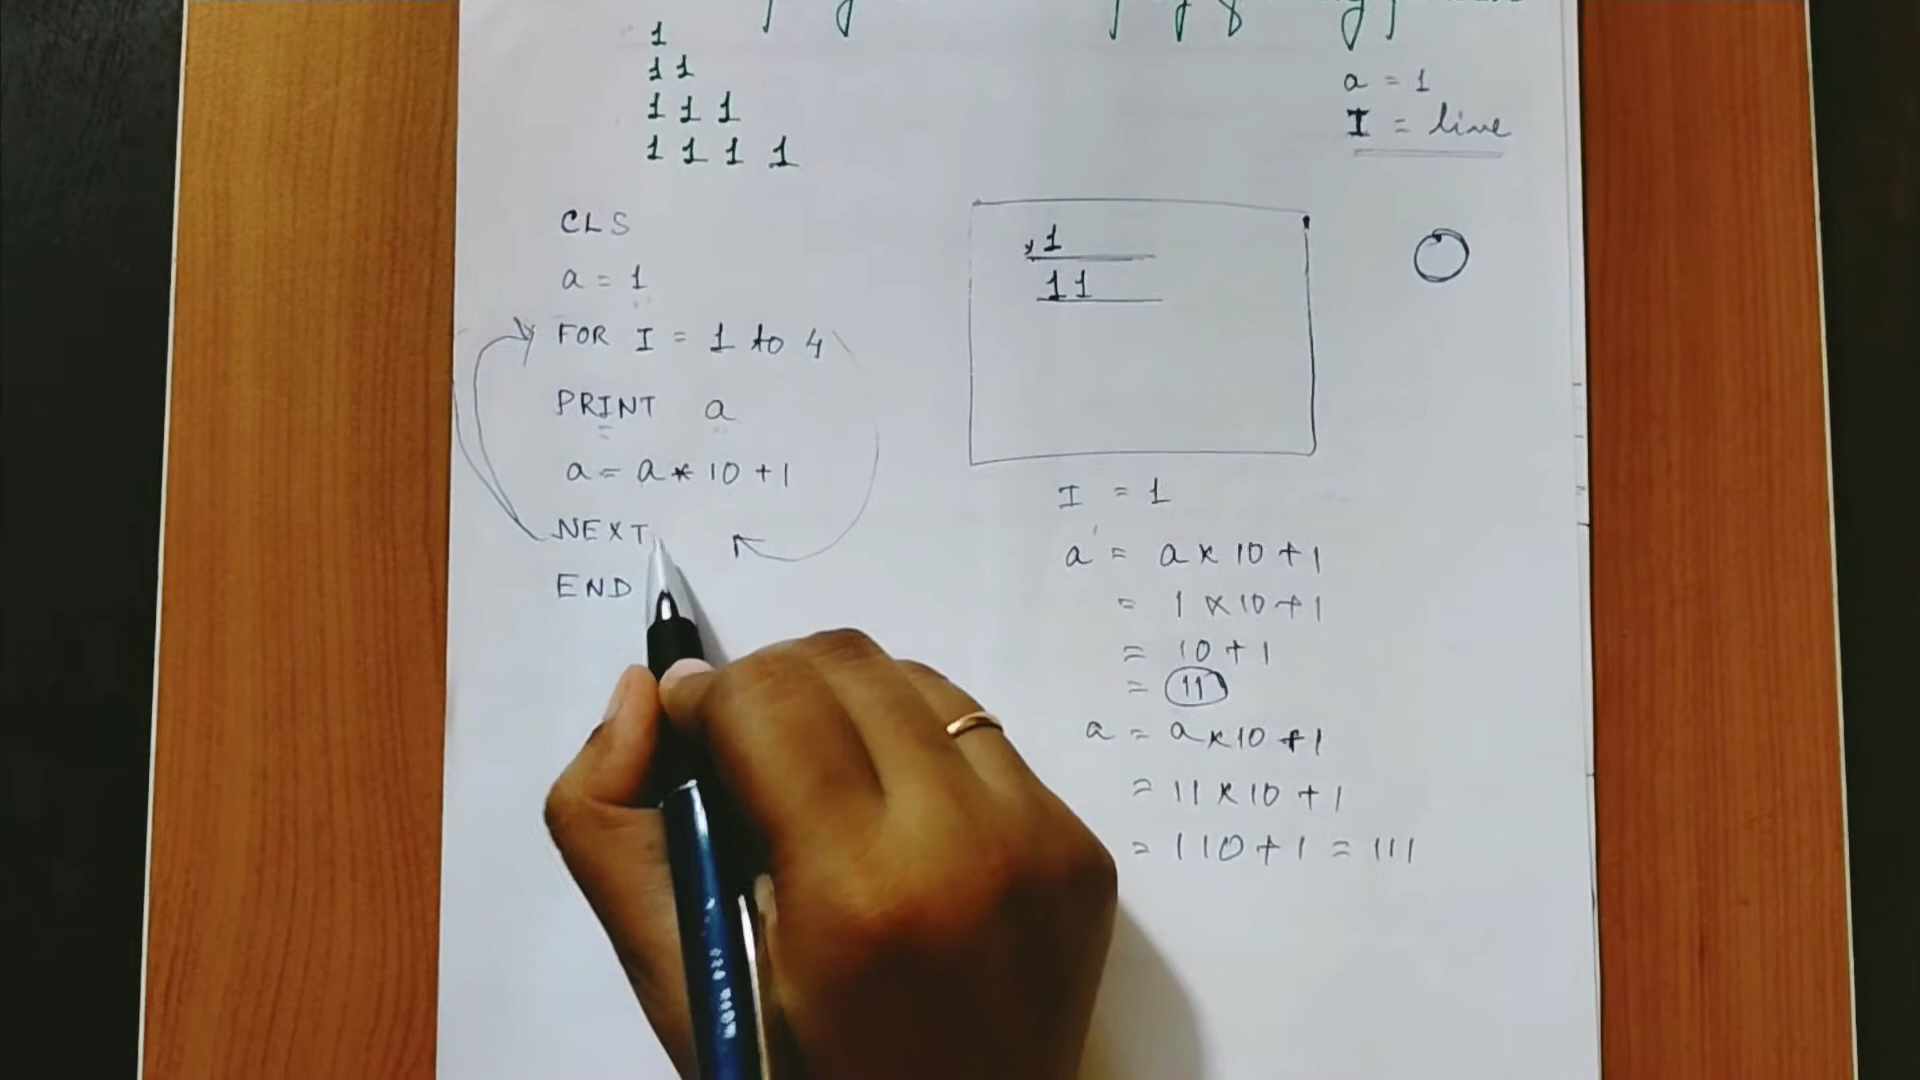 1
1 1
1 1 1
1 1 1 1
a = 1
I = line
CLS
a = 1
FOR I = 1 to 4
PRINT a
a = a * 10 + 1
NEXT
END
1
11
I = 1
a = a x 10 + 1
= 1 x 10 + 1
= 10 + 1
= 11
a = a x 10 + 1
= 11 x 10 + 1
= 110 + 1 = 111